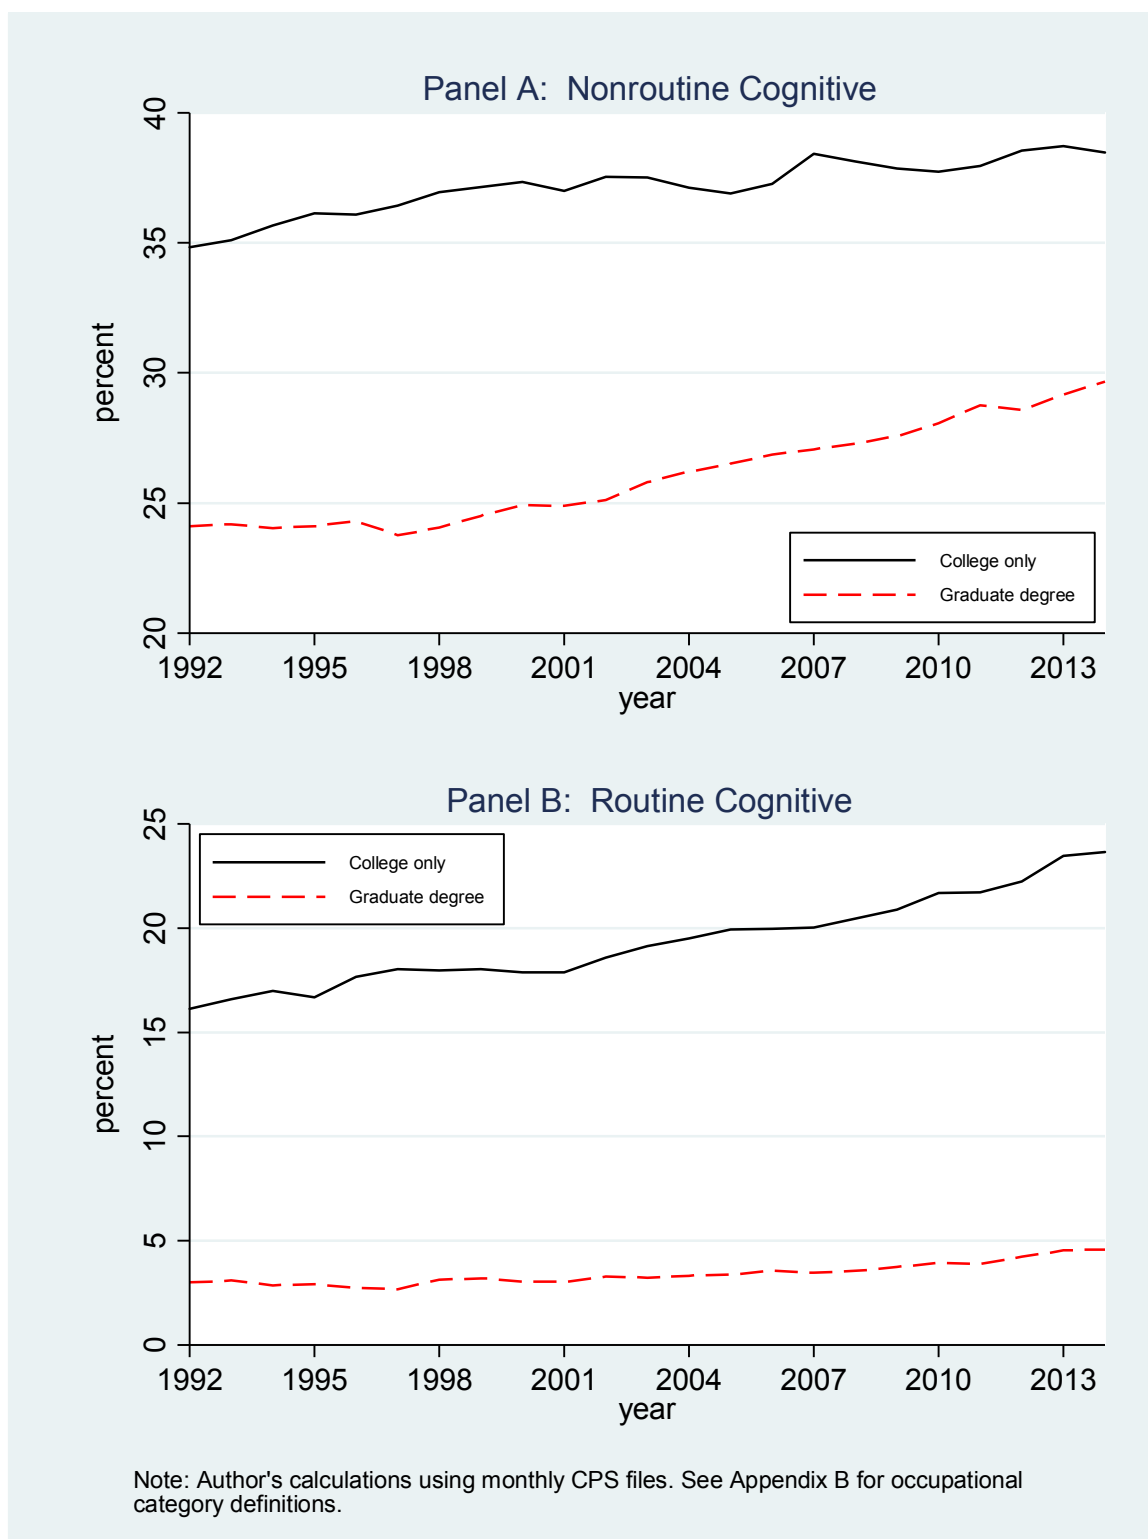 Panel A:  Nonroutine Cognitive
40
35
30
25
20
percent
College only
Graduate degree
1992 1995 1998 2001 2004 2007 2010 2013
year
Panel B:  Routine Cognitive
25
20
15
10
5
0
percent
College only
Graduate degree
1992 1995 1998 2001 2004 2007 2010 2013
year
Note: Author's calculations using monthly CPS files. See Appendix B for occupational
category definitions.